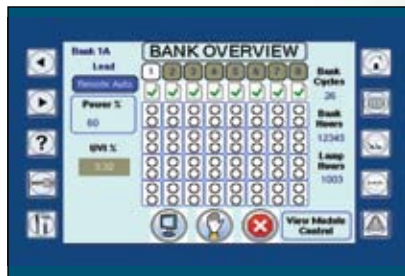 Bank 1A
BANK OVERVIEW
Lead
1 2 3 4 5 6 7 8
Remote Auto
Bank
Cycles
26
Power %
60
Bank
Hours
12343
UVI %
Lamp
Hours
1003
View Module
Control
?